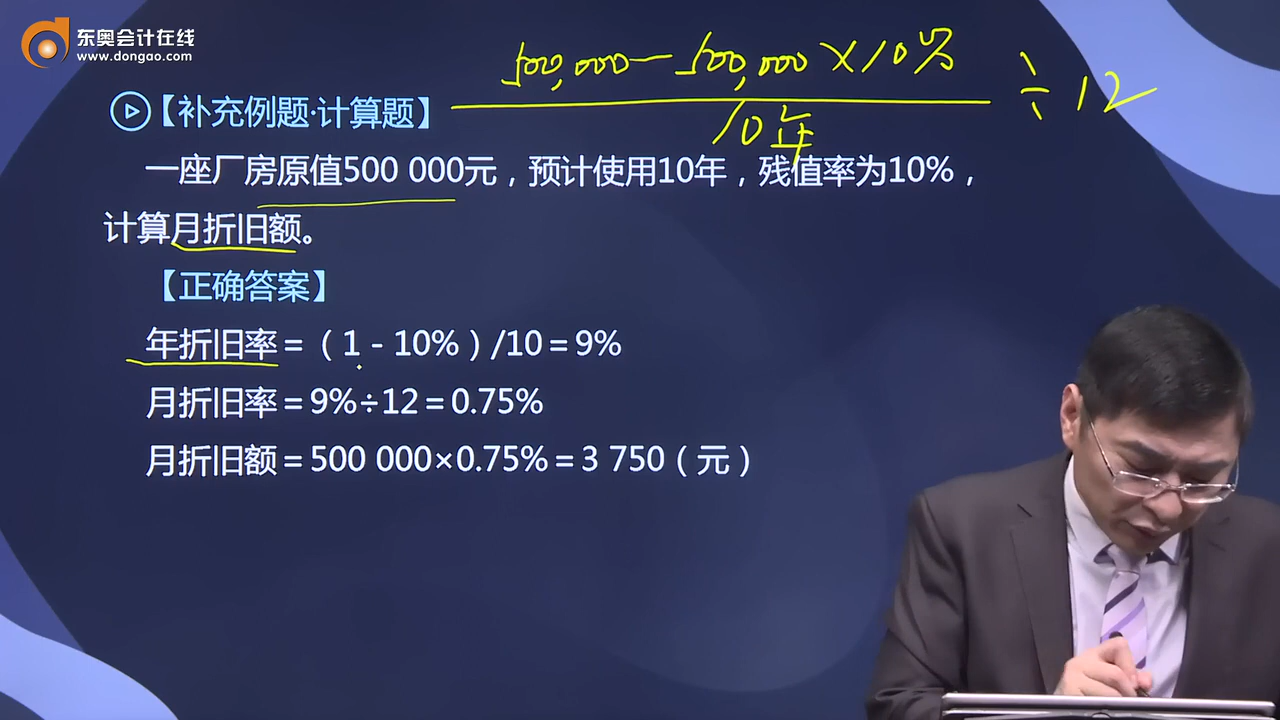 东奥会计在线
www.dongao.com
500,000－500,000×10%
10年
÷12
【补充例题·计算题】
一座厂房原值500 000元，预计使用10年，残值率为10%，
计算月折旧额。
【正确答案】
年折旧率＝（1－10%）/10＝9%
月折旧率＝9%÷12＝0.75%
月折旧额＝500 000×0.75%＝3 750（元）